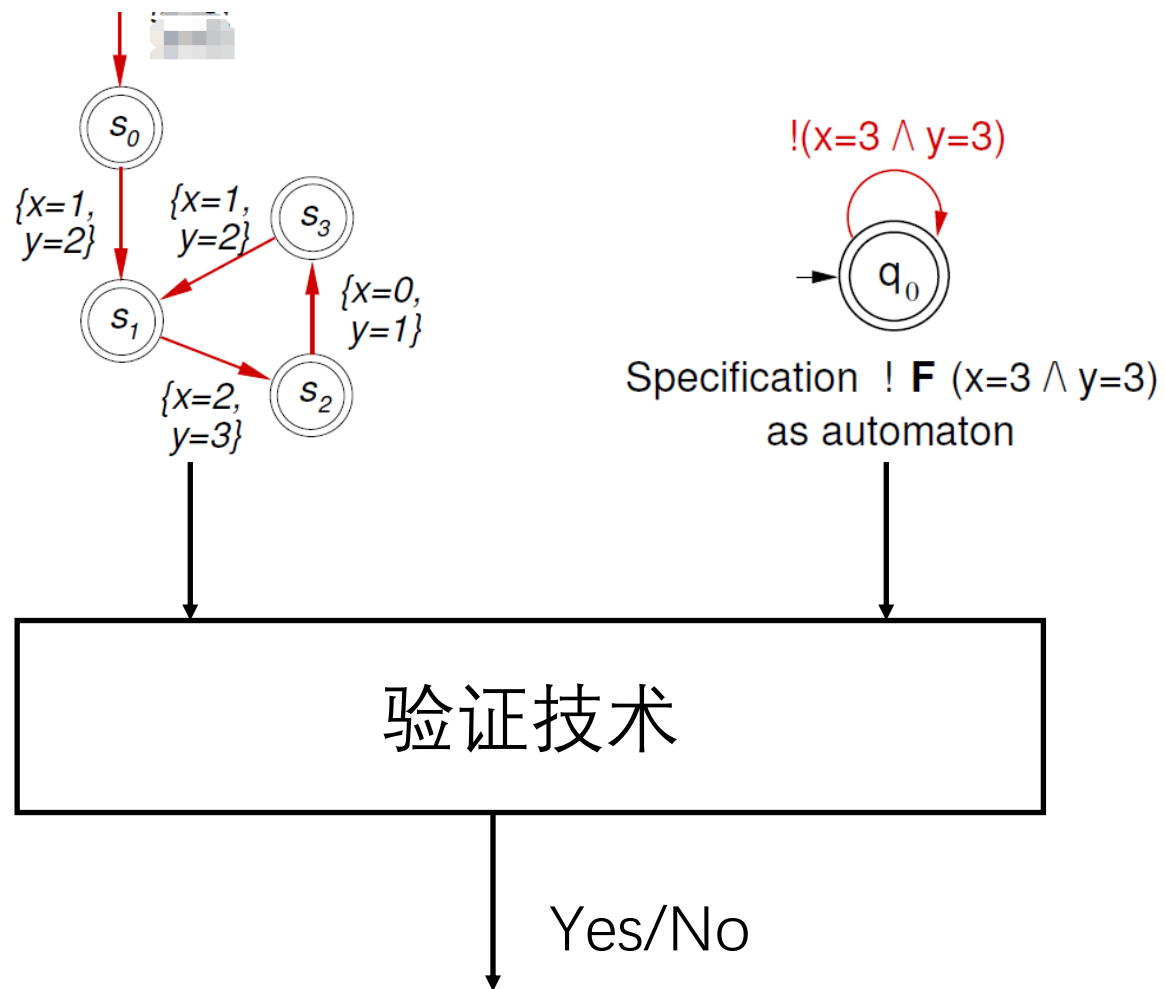 s0
{x=1,
y=2}
{x=1,
y=2}
s3
s1
{x=0,
y=1}
{x=2,
y=3}
s2
!(x=3 /\ y=3)
q0
Specification ! F (x=3 /\ y=3)
as automaton
验证技术
Yes/No